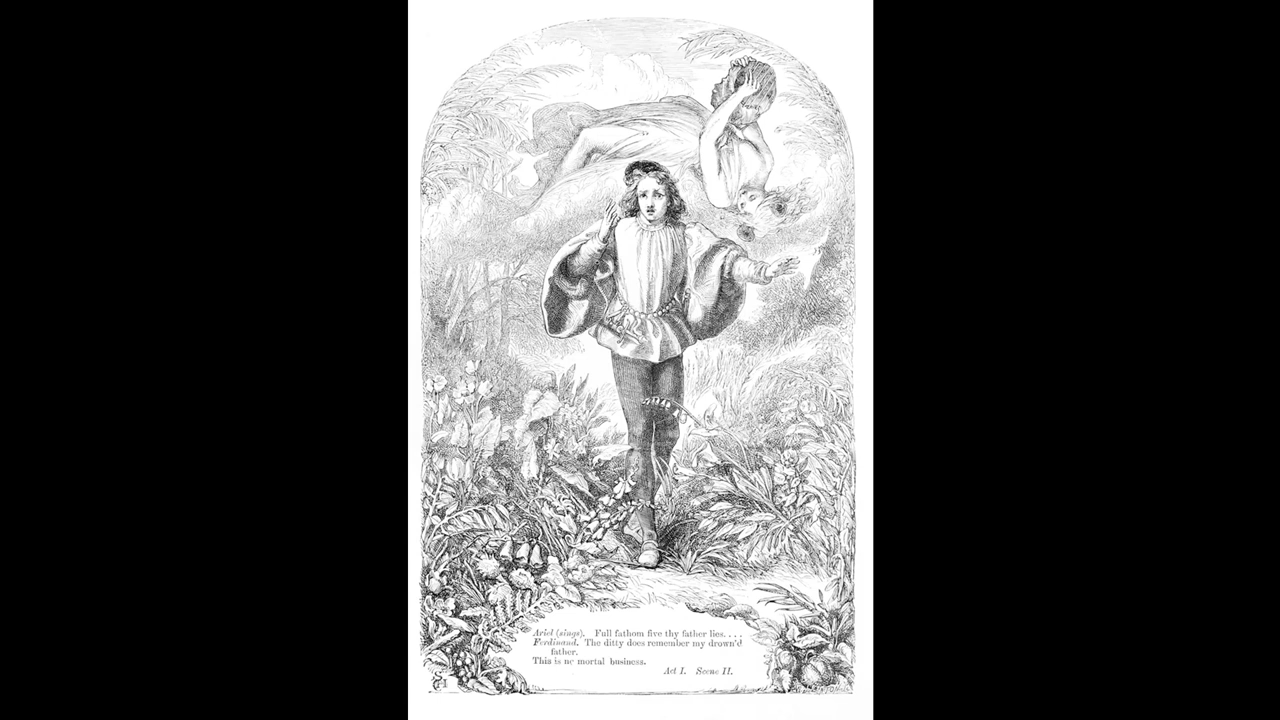 Ariel (sings). Full fathom five thy father lies. . . .
Ferdinand. The ditty does remember my drown'd
father.
This is no mortal business.
Act I. Scene II.